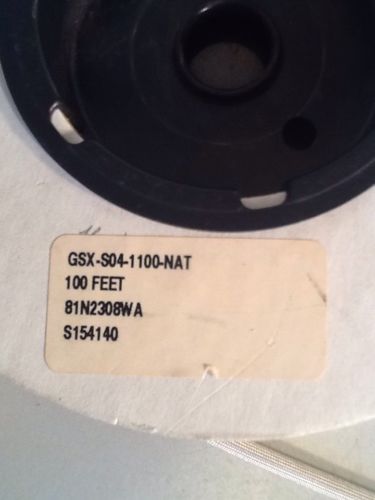 GSX-S04-1100-NAT
100 FEET
81N2308WA
S154140